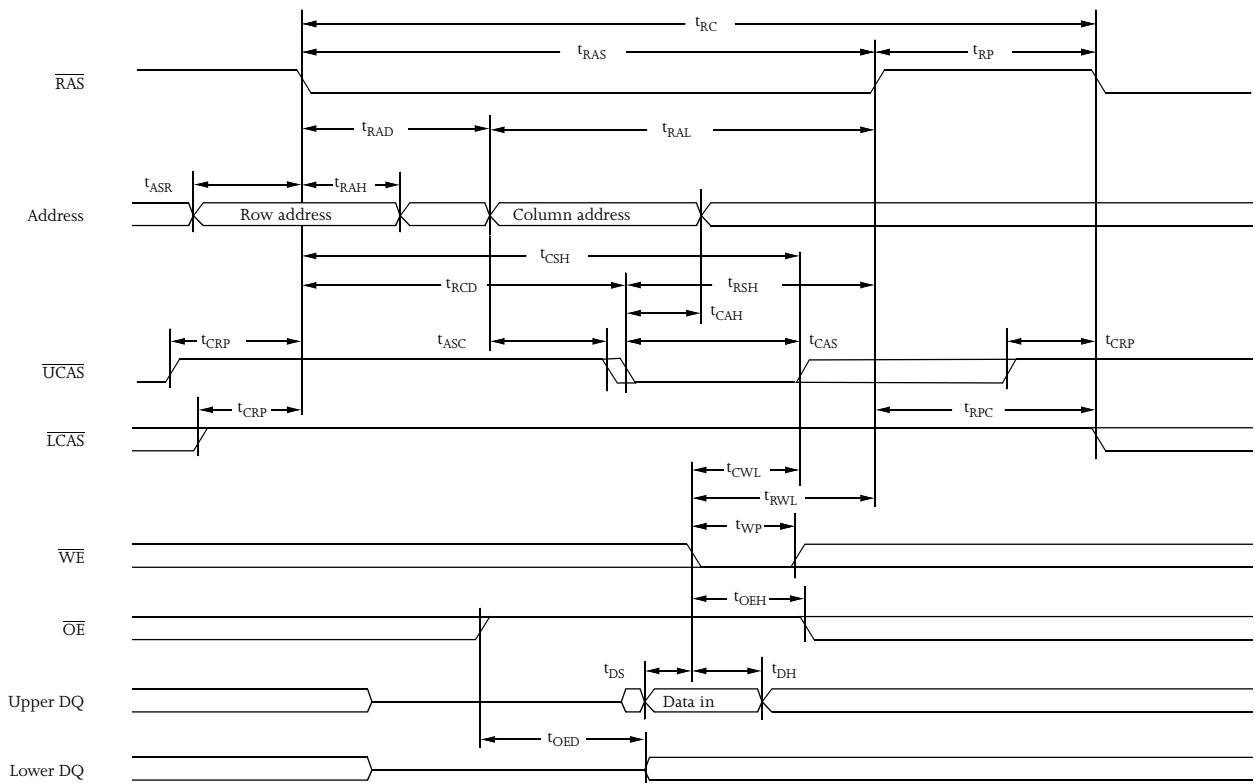 tRC
tRAS tRP
RAS
tRAD tRAL
tASR tRAH
Address Row address Column address
tCSH
tRCD tRSH
tCAH
tCRP tASC tCAS tCRP
UCAS
tCRP tRPC
LCAS
tCWL
tRWL
tWP
WE
tOEH
OE
tDS tDH
Upper DQ Data in
tOED
Lower DQ